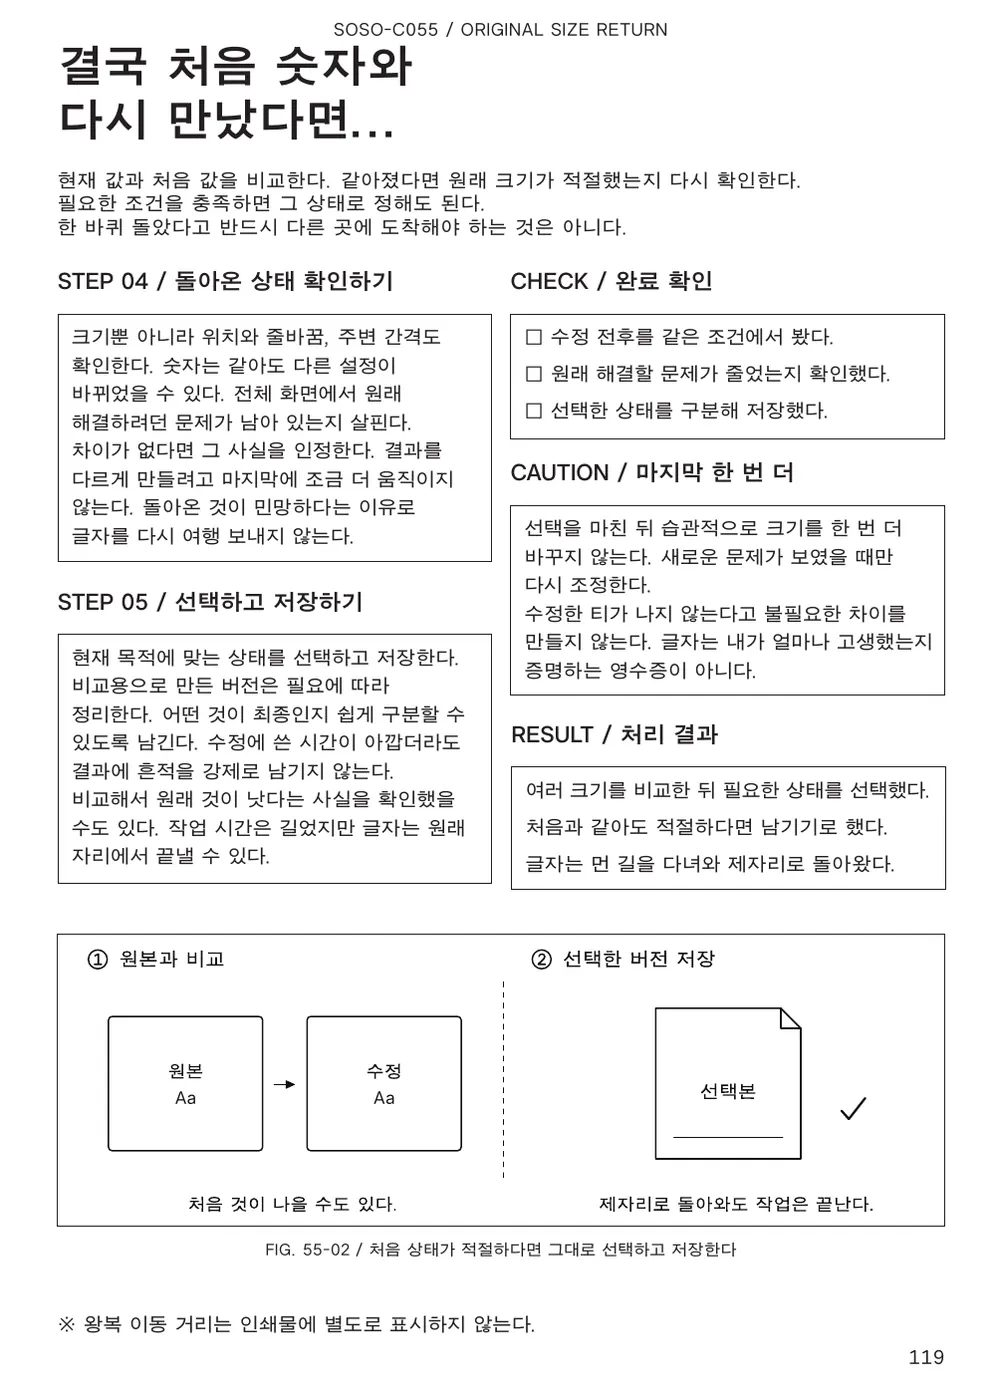 SOSO-C055 / ORIGINAL SIZE RETURN
결국 처음 숫자와
다시 만났다면...
현재 값과 처음 값을 비교한다. 같아졌다면 원래 크기가 적절했는지 다시 확인한다.
필요한 조건을 충족하면 그 상태로 정해도 된다.
한 바퀴 돌았다고 반드시 다른 곳에 도착해야 하는 것은 아니다.
STEP 04 / 돌아온 상태 확인하기
크기뿐 아니라 위치와 줄바꿈, 주변 간격도
확인한다. 숫자는 같아도 다른 설정이
바뀌었을 수 있다. 전체 화면에서 원래
해결하려던 문제가 남아 있는지 살핀다.
차이가 없다면 그 사실을 인정한다. 결과를
다르게 만들려고 마지막에 조금 더 움직이지
않는다. 돌아온 것이 민망하다는 이유로
글자를 다시 여행 보내지 않는다.
STEP 05 / 선택하고 저장하기
현재 목적에 맞는 상태를 선택하고 저장한다.
비교용으로 만든 버전은 필요에 따라
정리한다. 어떤 것이 최종인지 쉽게 구분할 수
있도록 남긴다. 수정에 쓴 시간이 아깝더라도
결과에 흔적을 강제로 남기지 않는다.
비교해서 원래 것이 낫다는 사실을 확인했을
수도 있다. 작업 시간은 길었지만 글자는 원래
자리에서 끝낼 수 있다.
CHECK / 완료 확인
□ 수정 전후를 같은 조건에서 봤다.
□ 원래 해결할 문제가 줄었는지 확인했다.
□ 선택한 상태를 구분해 저장했다.
CAUTION / 마지막 한 번 더
선택을 마친 뒤 습관적으로 크기를 한 번 더
바꾸지 않는다. 새로운 문제가 보였을 때만
다시 조정한다.
수정한 티가 나지 않는다고 불필요한 차이를
만들지 않는다. 글자는 내가 얼마나 고생했는지
증명하는 영수증이 아니다.
RESULT / 처리 결과
여러 크기를 비교한 뒤 필요한 상태를 선택했다.
처음과 같아도 적절하다면 남기기로 했다.
글자는 먼 길을 다녀와 제자리로 돌아왔다.
① 원본과 비교
원본
Aa
수정
Aa
처음 것이 나을 수도 있다.
② 선택한 버전 저장
선택본
제자리로 돌아와도 작업은 끝난다.
FIG. 55-02 / 처음 상태가 적절하다면 그대로 선택하고 저장한다
※ 왕복 이동 거리는 인쇄물에 별도로 표시하지 않는다.
119